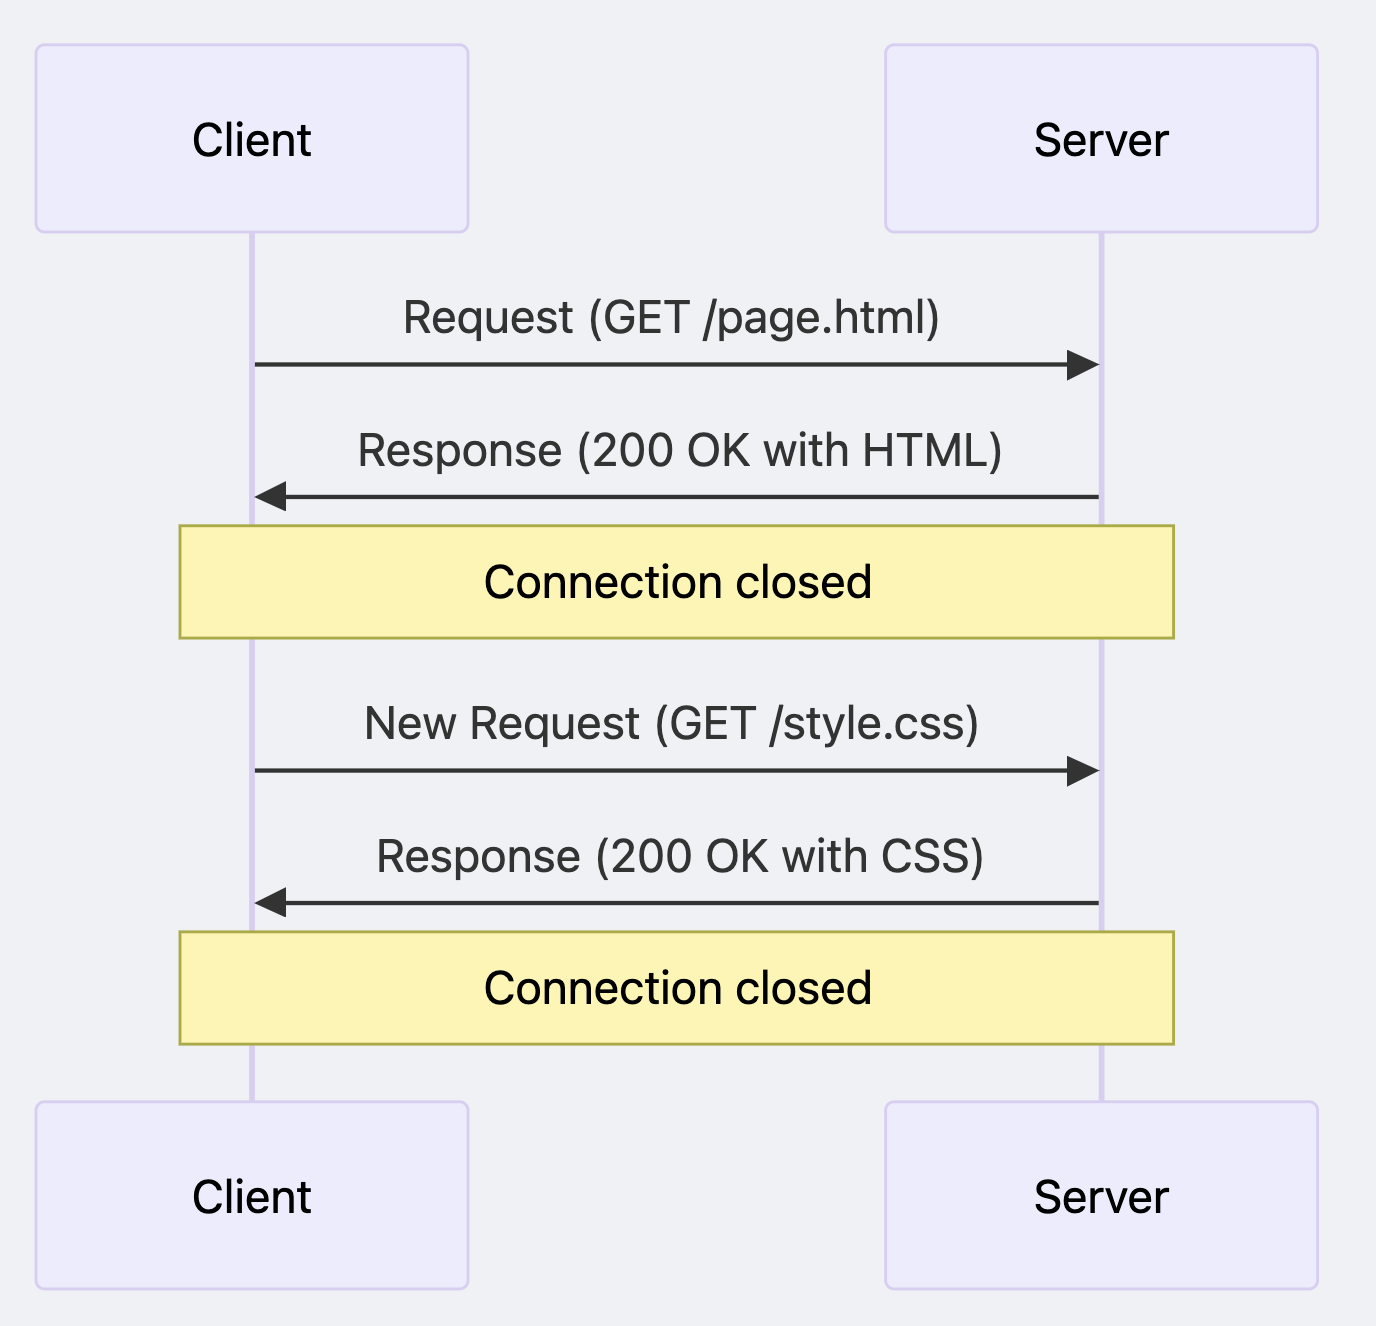 Client
Server
Request (GET /page.html)
Response (200 OK with HTML)
Connection closed
New Request (GET /style.css)
Response (200 OK with CSS)
Connection closed
Client
Server